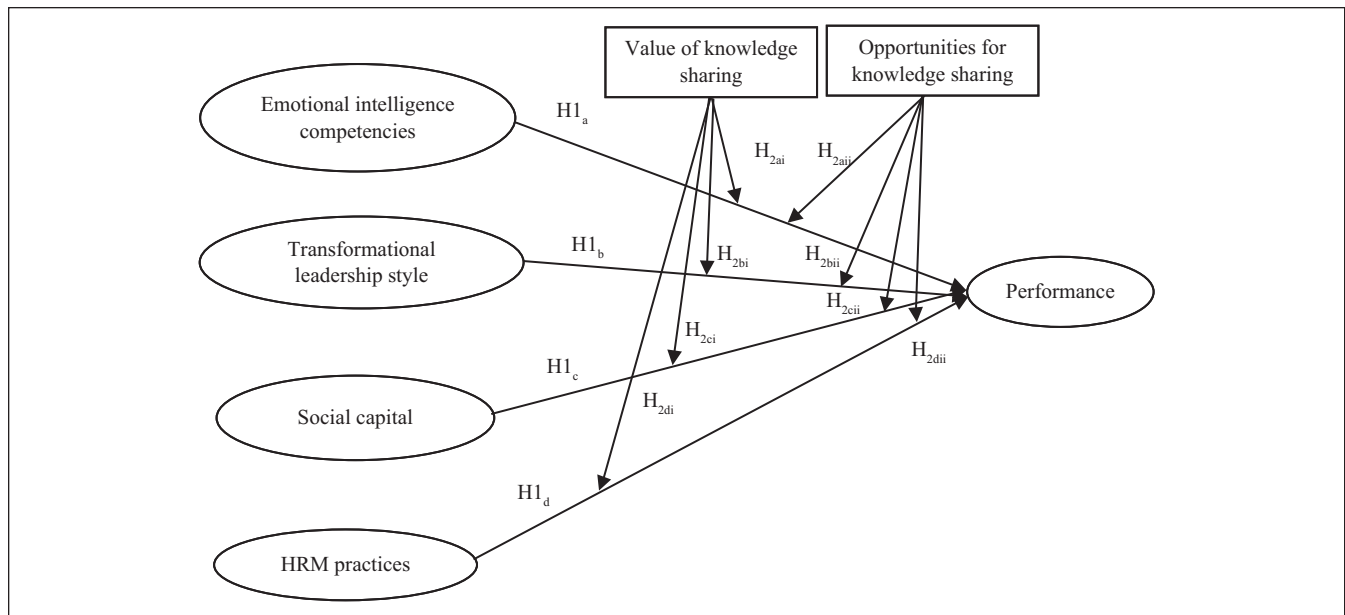 Value of knowledge
sharing
Opportunities for
knowledge sharing
Emotional intelligence
competencies
H1a
H2ai
H2aii
Transformational
leadership style
H1b
H2bi
H2bii
Performance
H2cii
H2ci
H2dii
H1c
Social capital
H2di
H1d
HRM practices